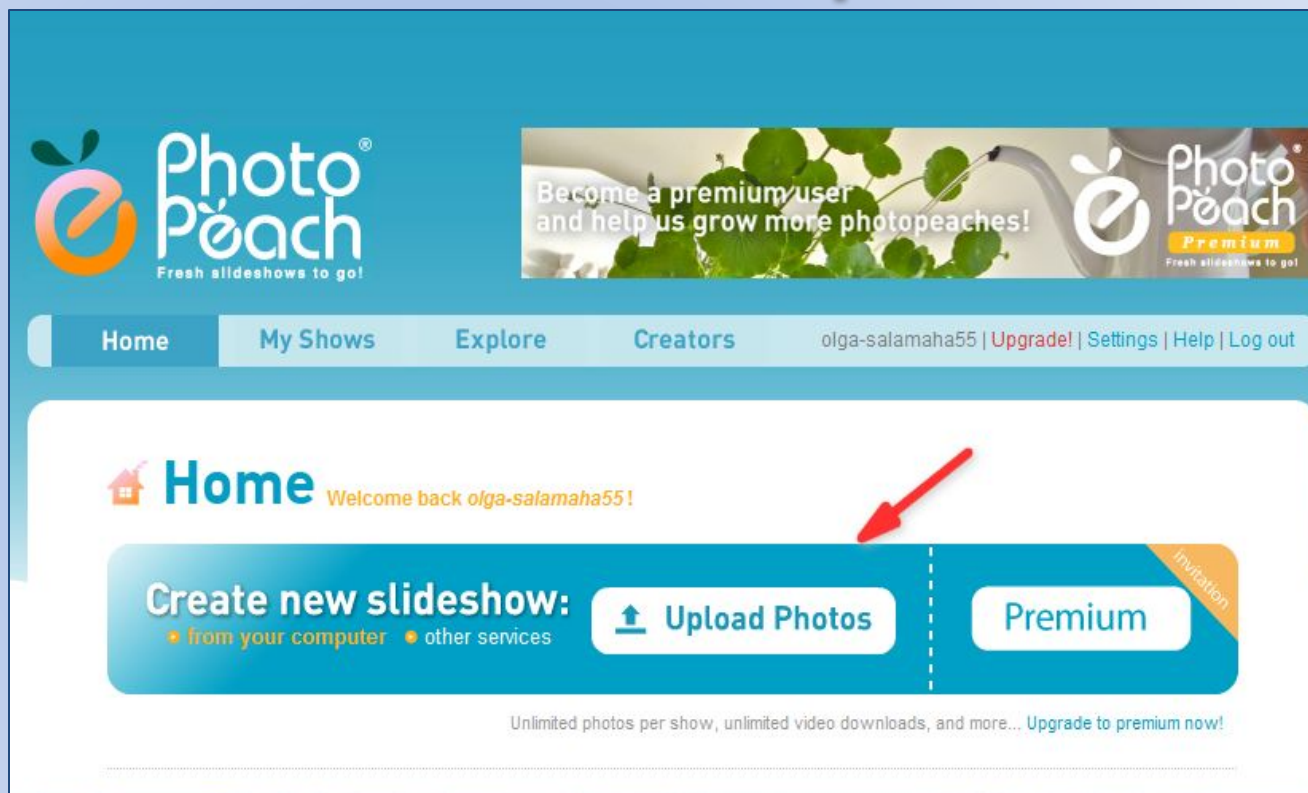 Photo®
Pĕach
Fresh slideshows to go!
Become a premium user
and help us grow more photopeaches!
Photo®
Pĕach
Premium
Fresh slideshows to go!
Home My Shows Explore Creators olga-salamaha55 | Upgrade! | Settings | Help | Log out
Home Welcome back olga-salamaha55 !
Create new slideshow:
from your computer other services
Upload Photos
Premium
invitation
Unlimited photos per show, unlimited video downloads, and more... Upgrade to premium now!